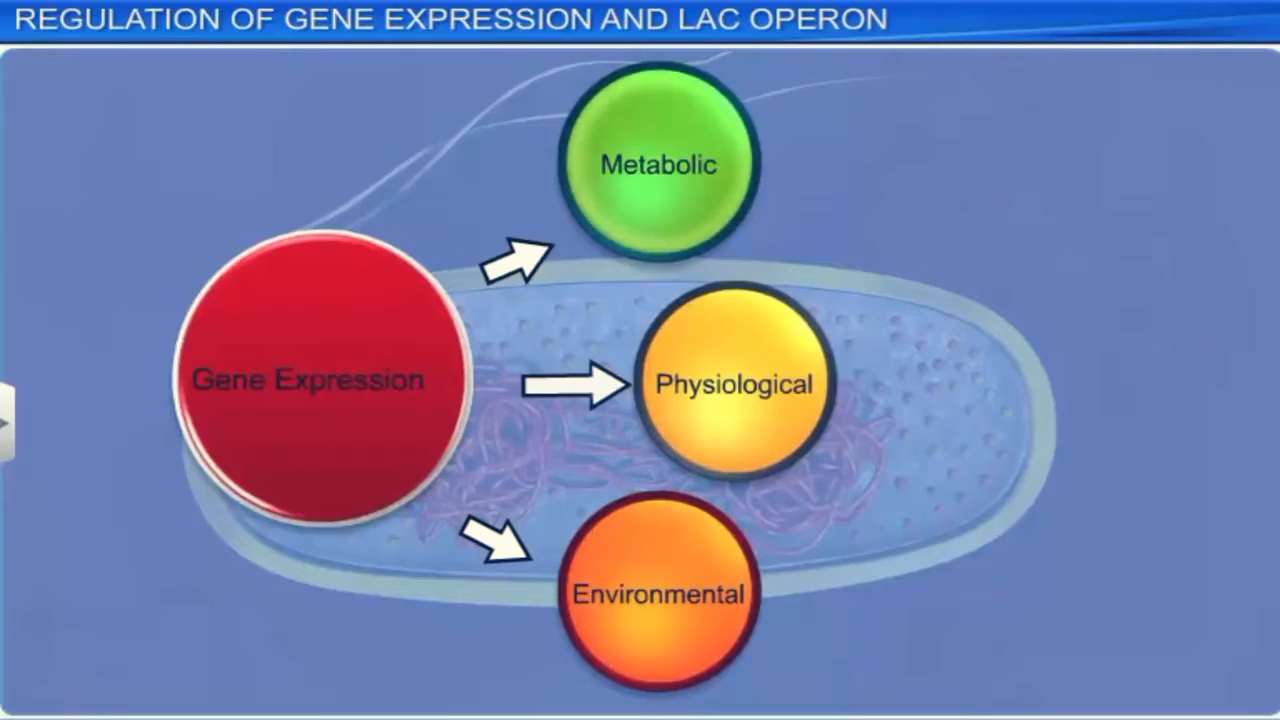 REGULATION OF GENE EXPRESSION AND LAC OPERON
Metabolic
Gene Expression
Physiological
Environmental